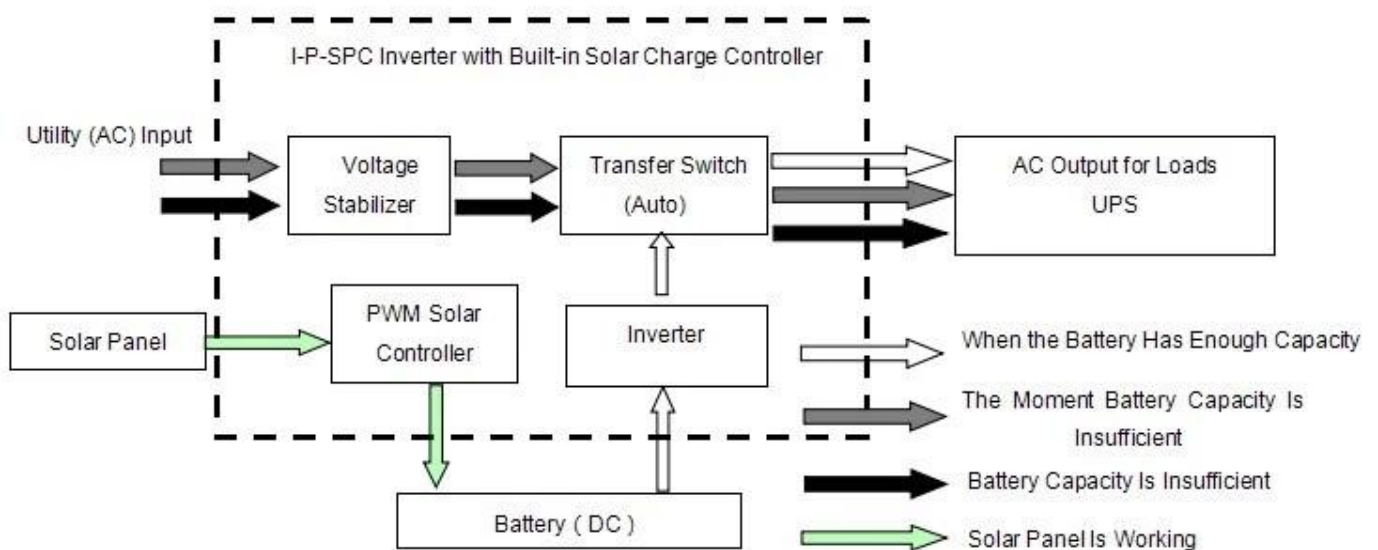 I-P-SPC Inverter with Built-in Solar Charge Controller
Utility (AC) Input
Voltage
Stabilizer
Transfer Switch
(Auto)
AC Output for Loads
UPS
Solar Panel
PWM Solar
Controller
Inverter
Battery ( DC )
When the Battery Has Enough Capacity
The Moment Battery Capacity Is
Insufficient
Battery Capacity Is Insufficient
Solar Panel Is Working